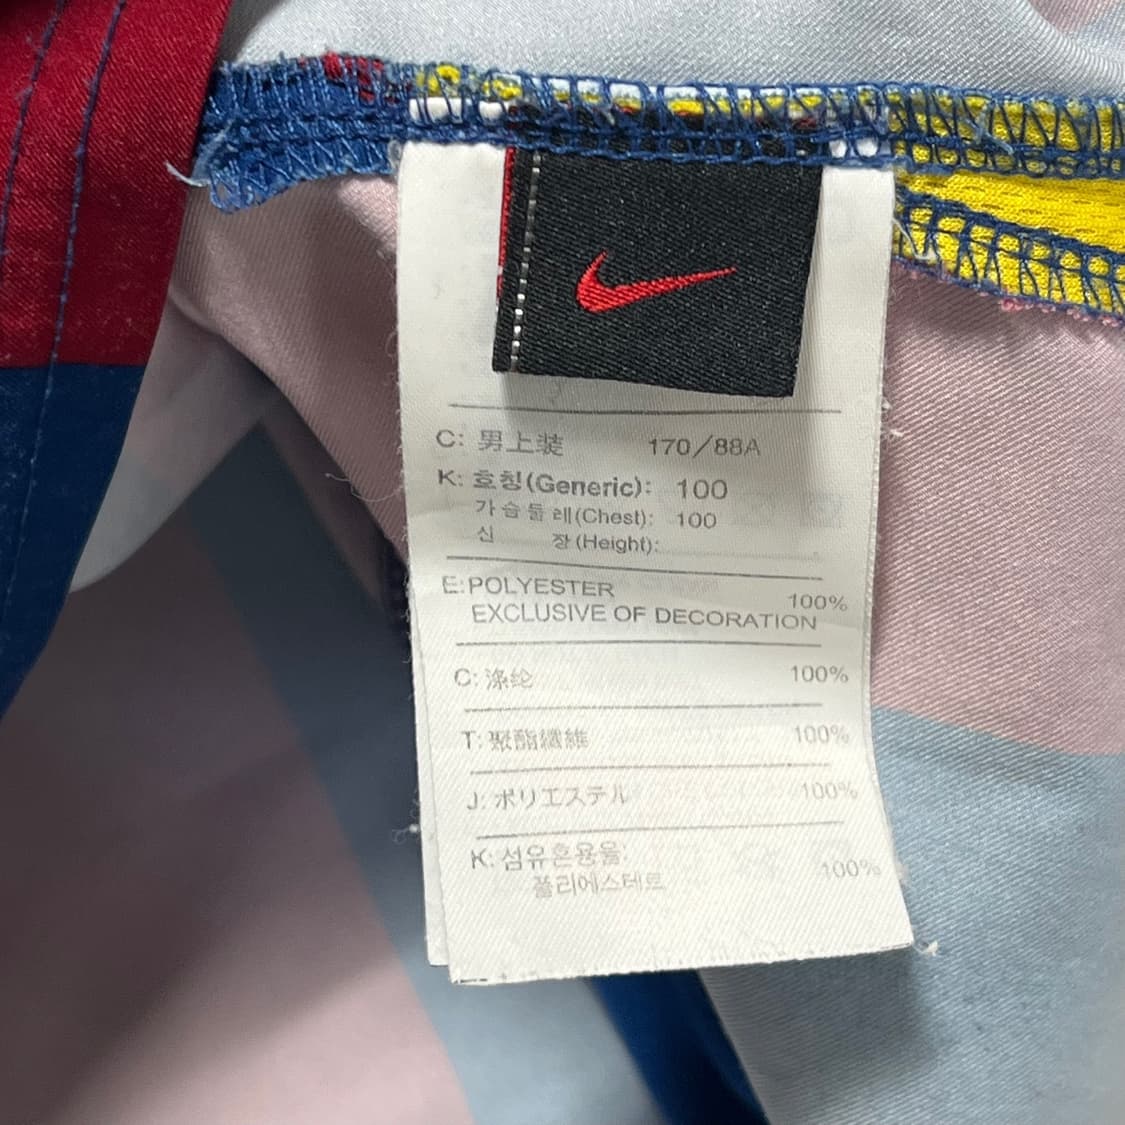 C: 男上装 170/88A
K: 호칭(Generic): 100
가슴둘레(Chest): 100
신 장(Height):
E: POLYESTER 100%
EXCLUSIVE OF DECORATION
C: 涤纶 100%
T: 聚酯纖維 100%
J: ポリエステル 100%
K: 섬유혼용율:
폴리에스테르 100%